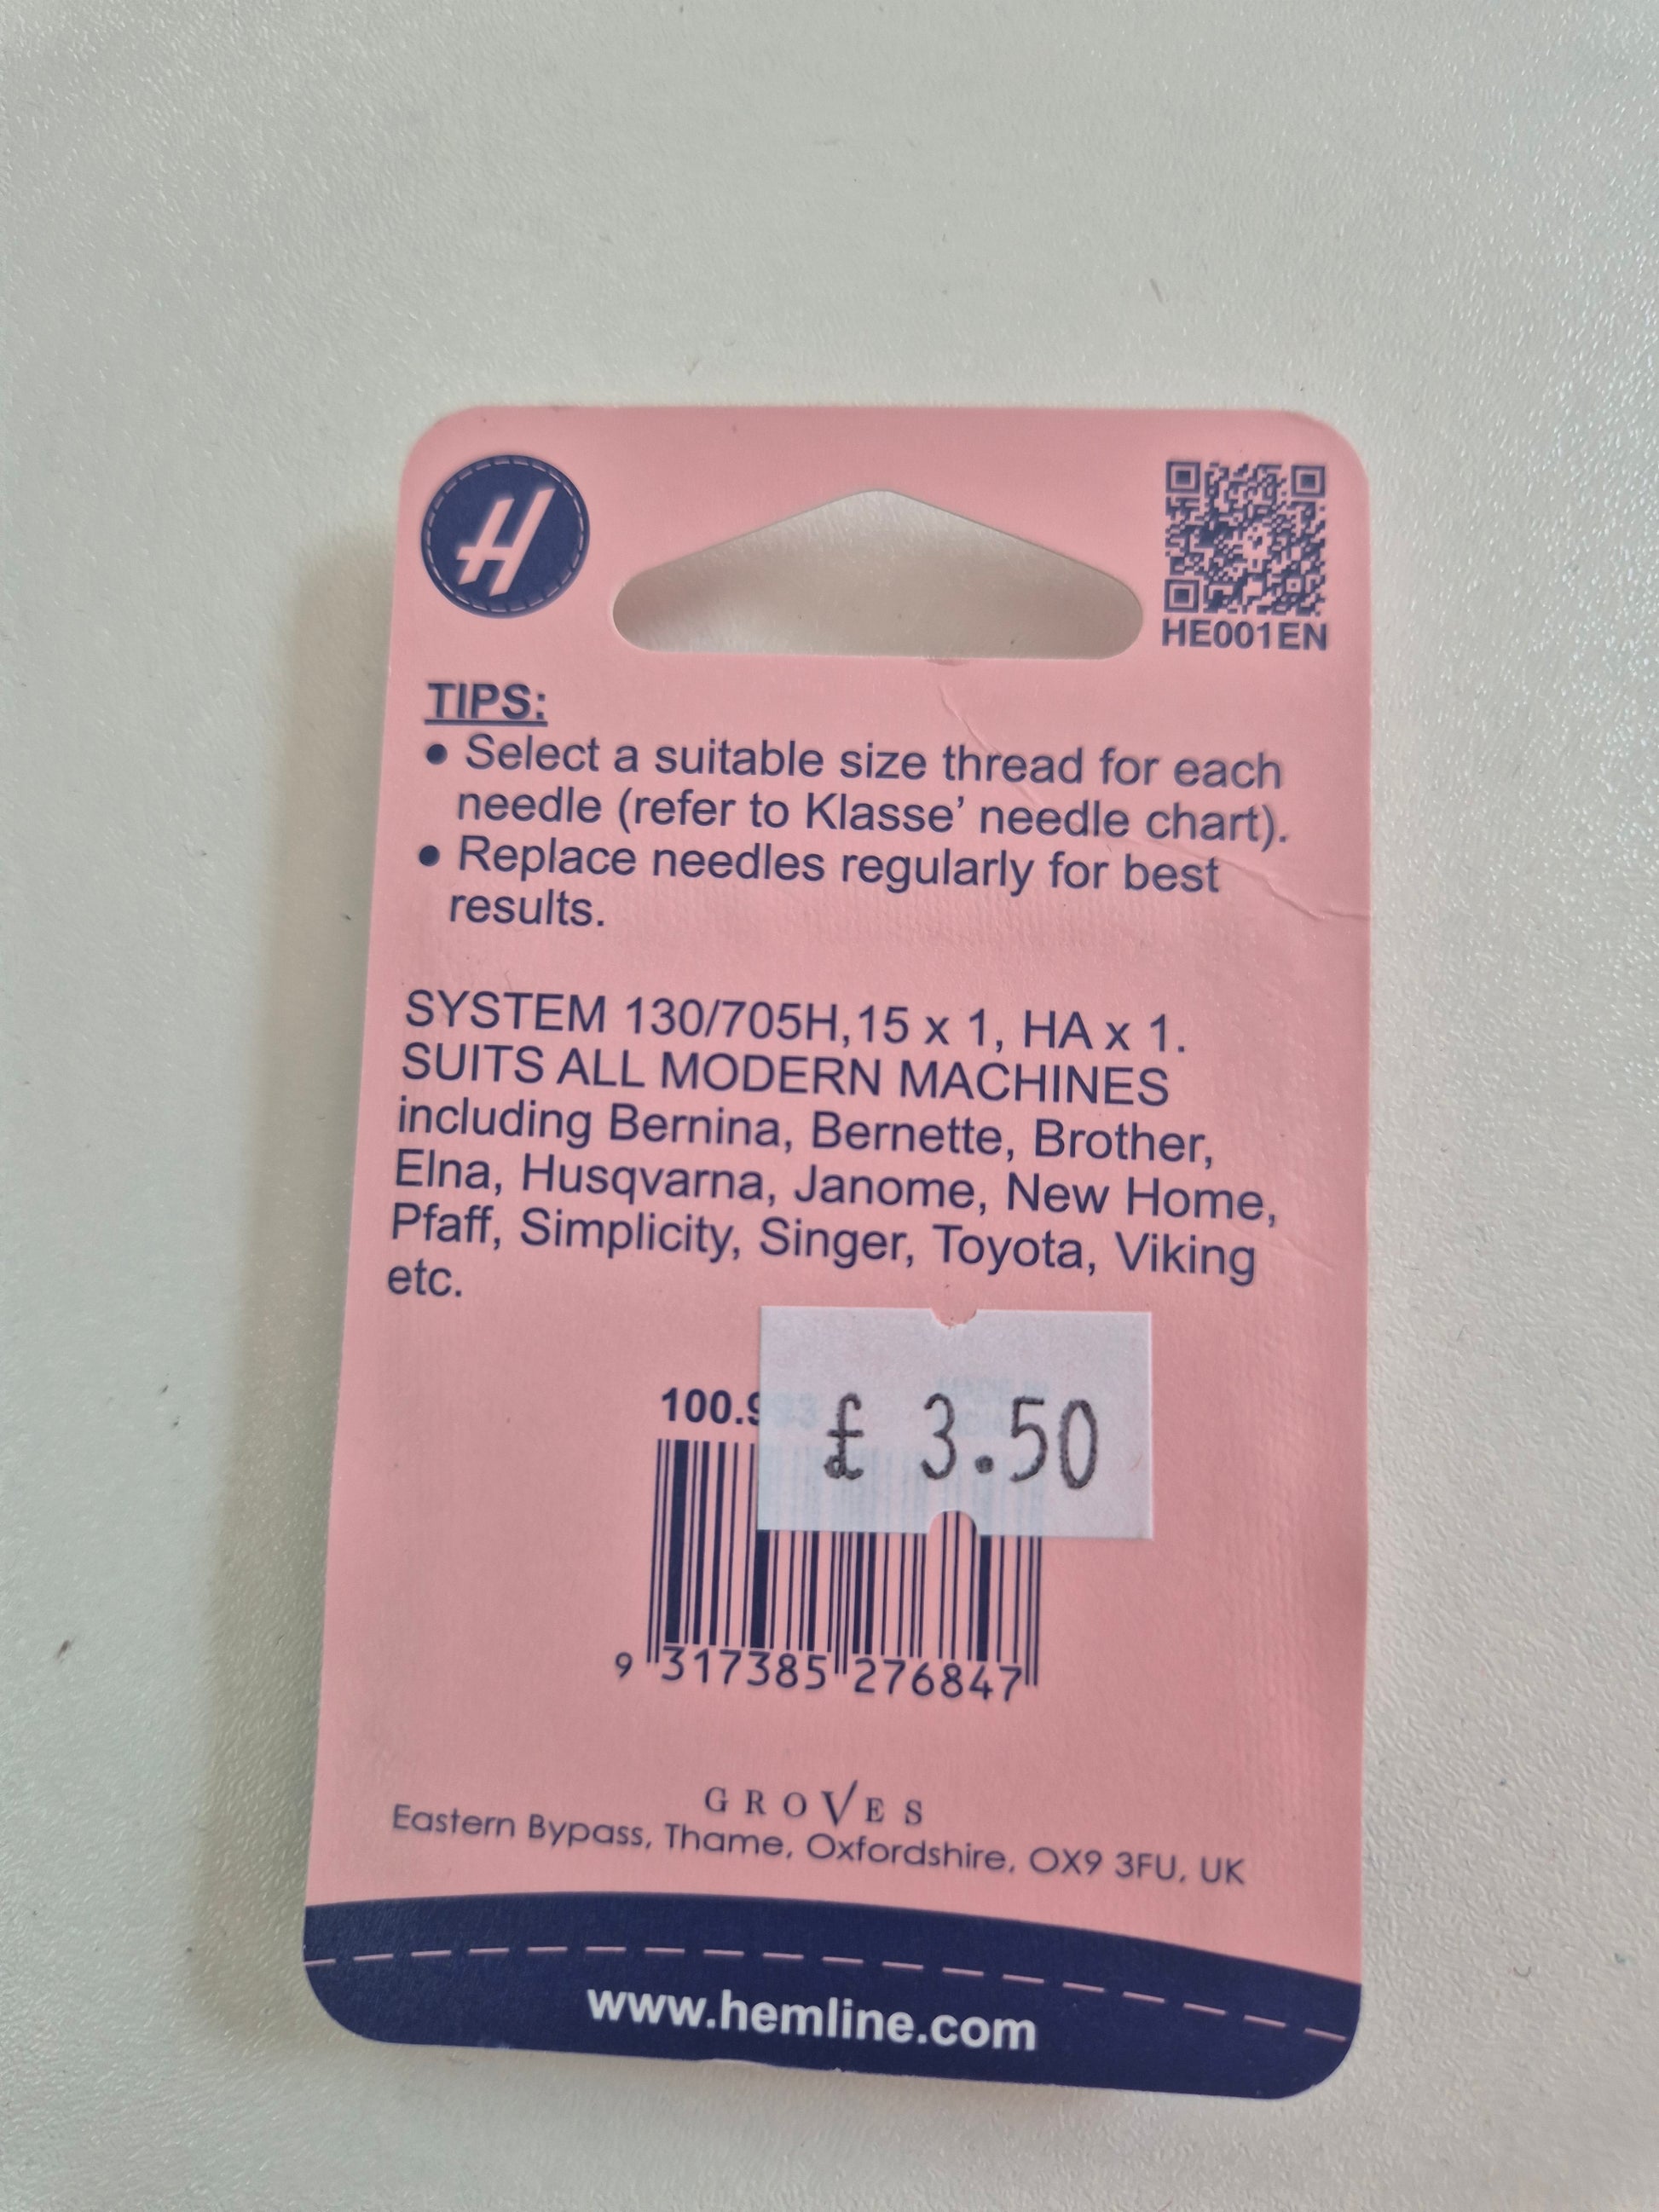 H
HE001EN
TIPS:
● Select a suitable size thread for each
needle (refer to Klasse’ needle chart).
● Replace needles regularly for best
results.
SYSTEM 130/705H,15 x 1, HA x 1.
SUITS ALL MODERN MACHINES
including Bernina, Bernette, Brother,
Elna, Husqvarna, Janome, New Home,
Pfaff, Simplicity, Singer, Toyota, Viking
etc.
£ 3.50
9 317385 276847
GROVES
Eastern Bypass, Thame, Oxfordshire, OX9 3FU, UK
www.hemline.com